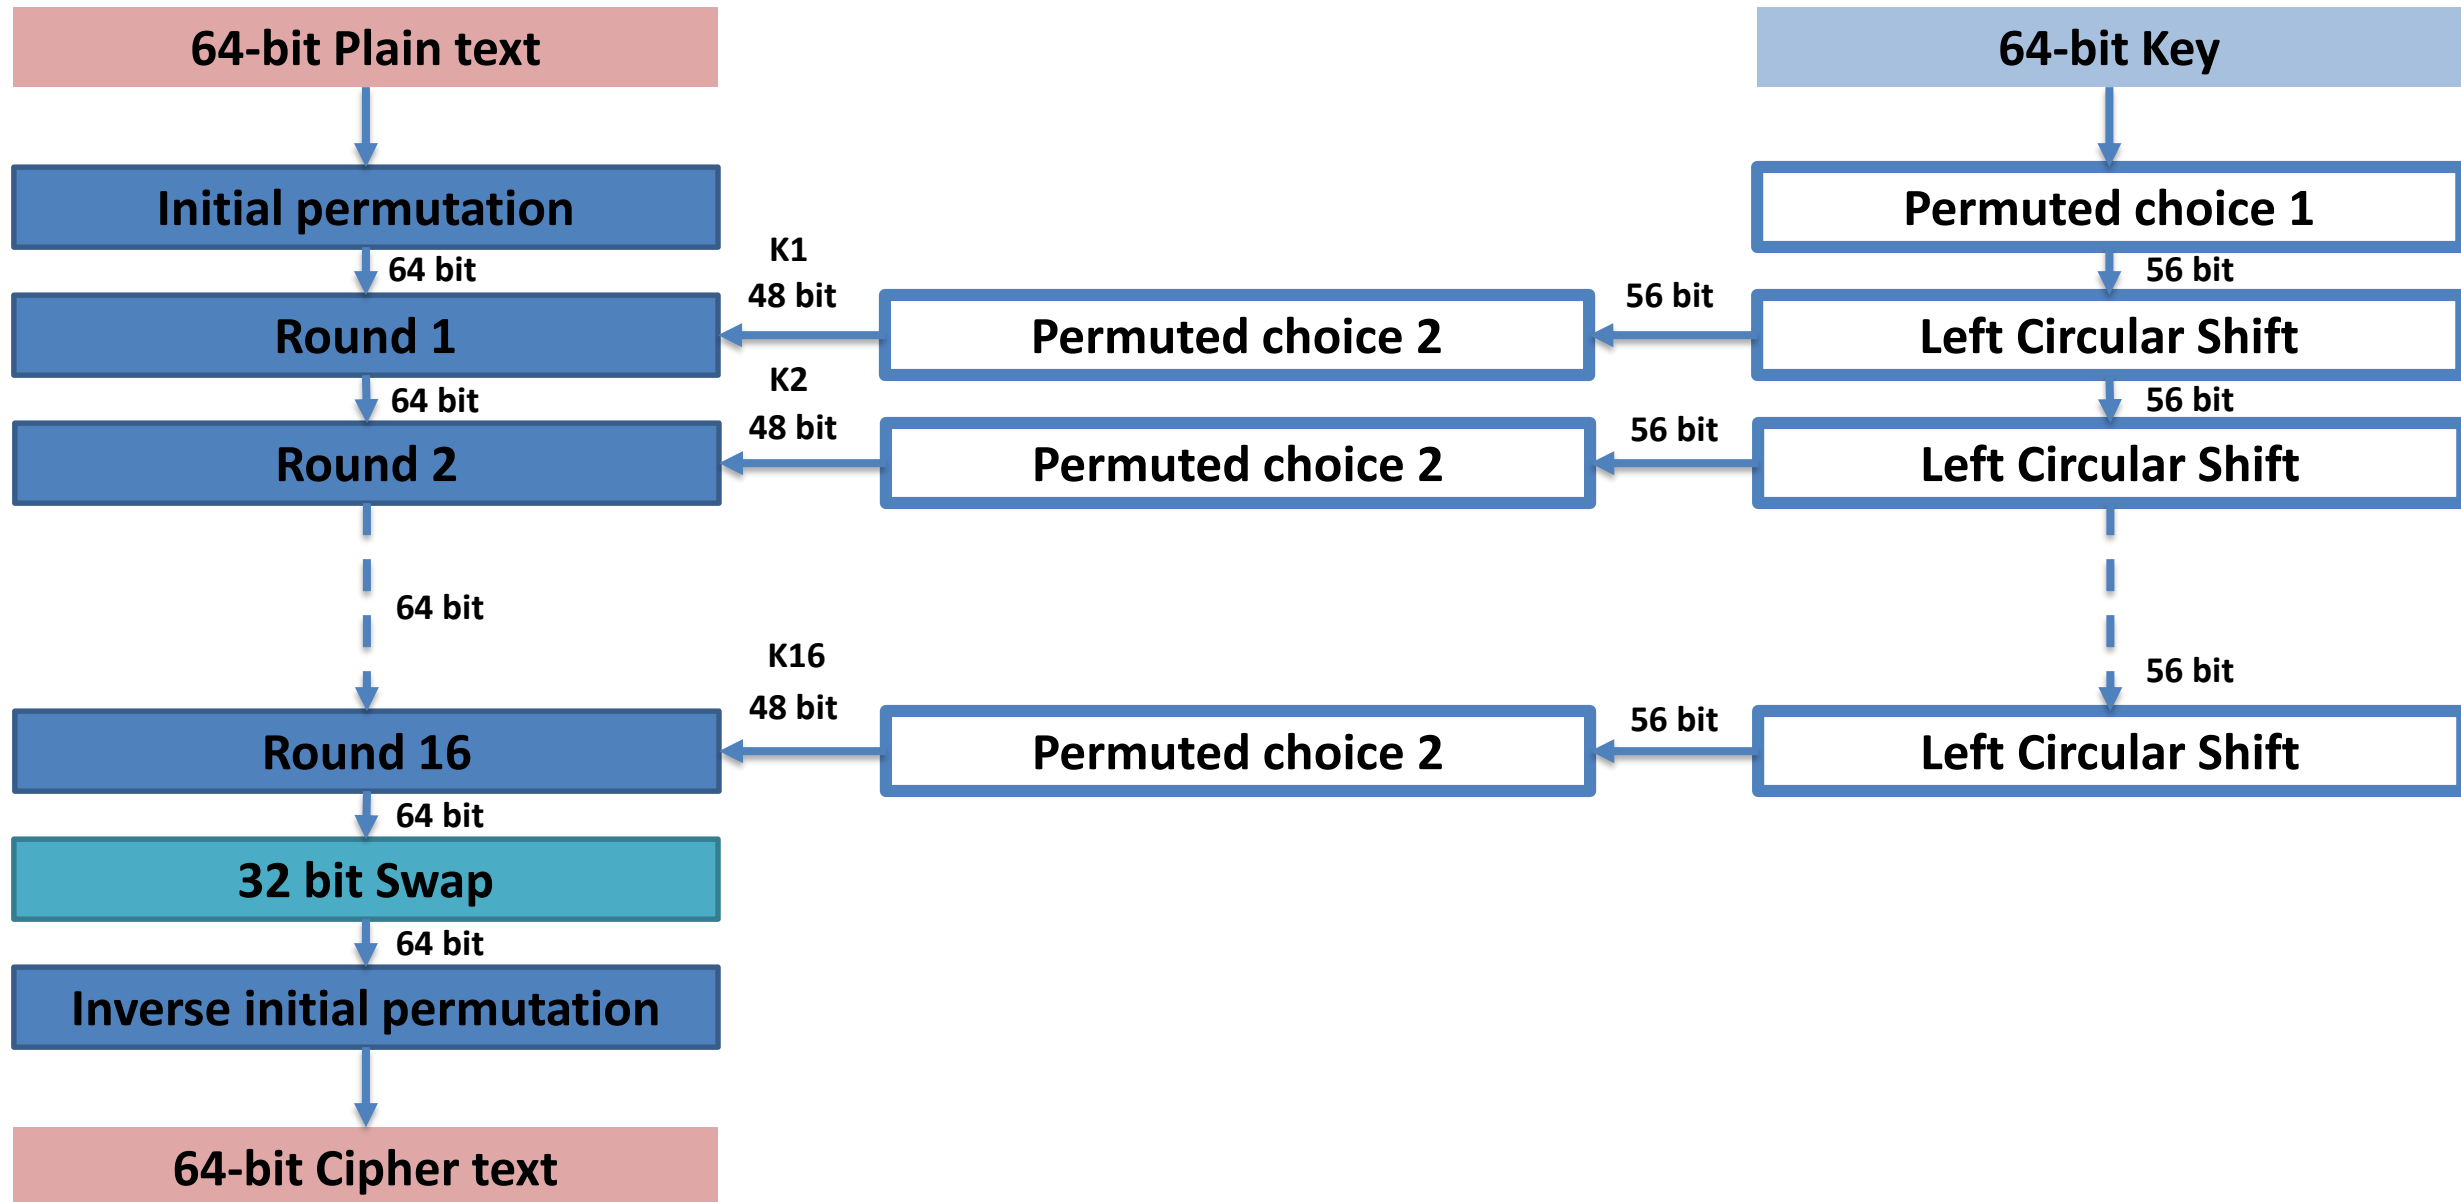 64-bit Plain text
64-bit Key
Initial permutation
Permuted choice 1
64 bit
K1
48 bit
56 bit
56 bit
Round 1
Permuted choice 2
Left Circular Shift
64 bit
K2
48 bit
56 bit
56 bit
Round 2
Permuted choice 2
Left Circular Shift
64 bit
K16
48 bit
56 bit
56 bit
Round 16
Permuted choice 2
Left Circular Shift
64 bit
32 bit Swap
64 bit
Inverse initial permutation
64-bit Cipher text